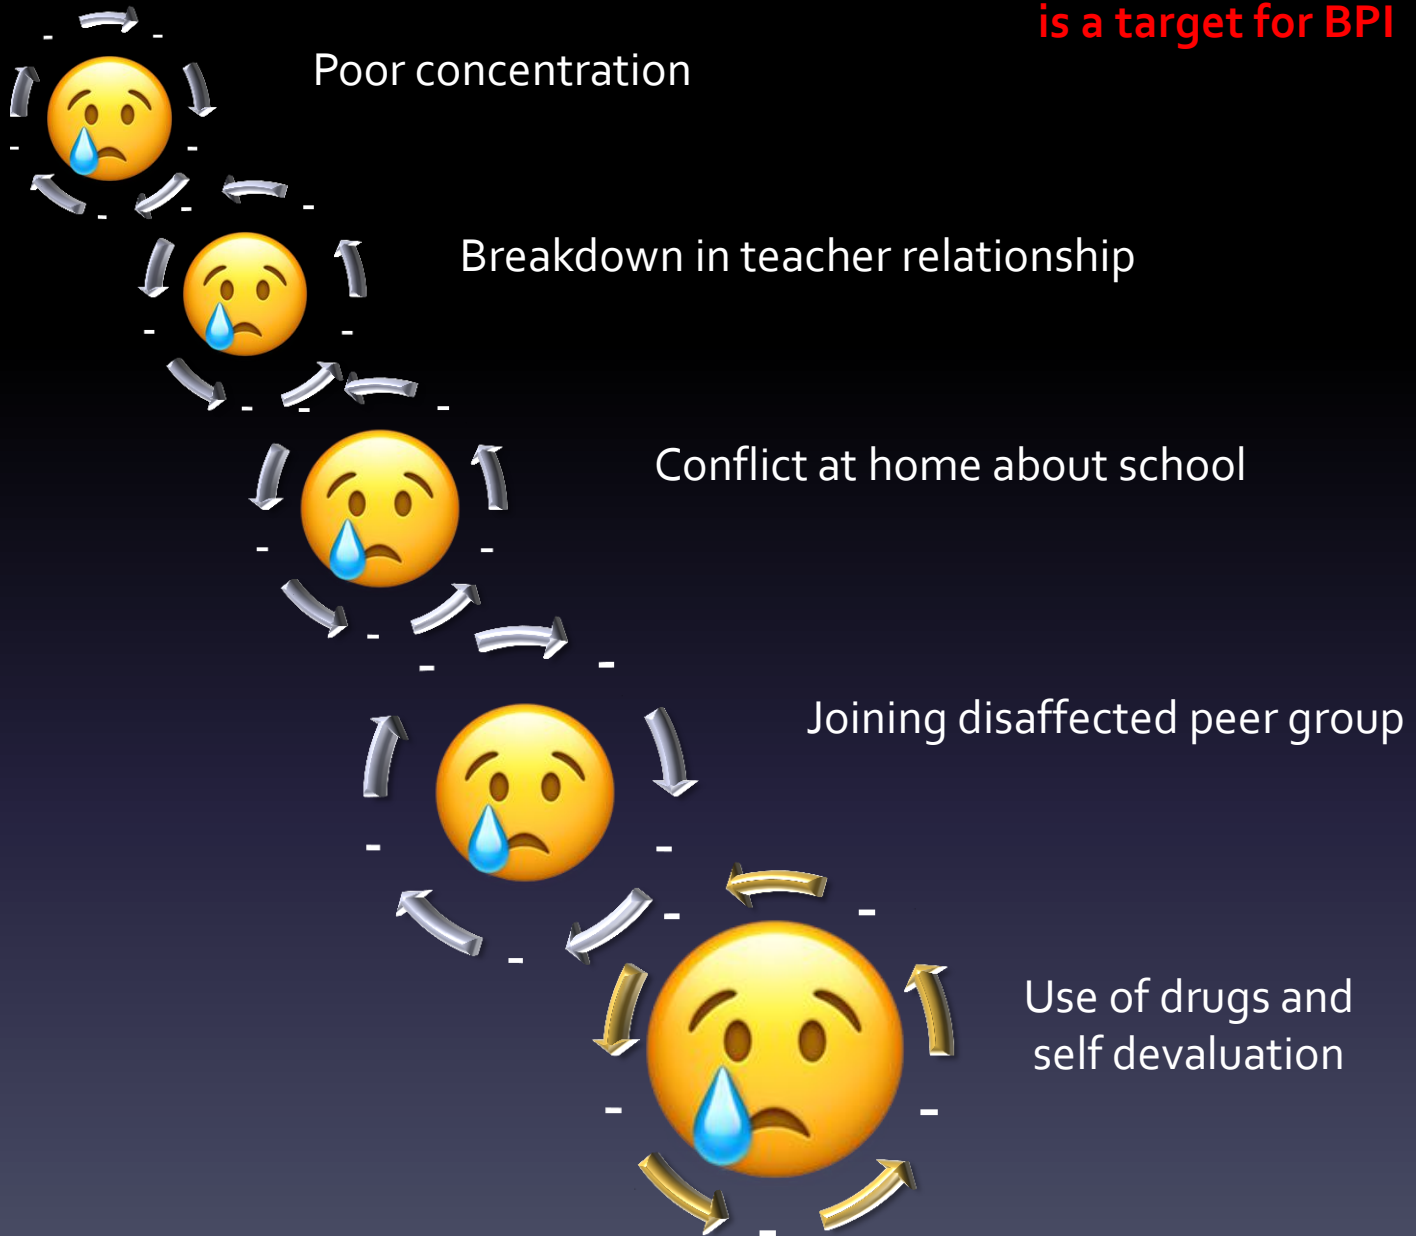 is a target for BPI
Poor concentration
Breakdown in teacher relationship
Conflict at home about school
Joining disaffected peer group
Use of drugs and
self devaluation